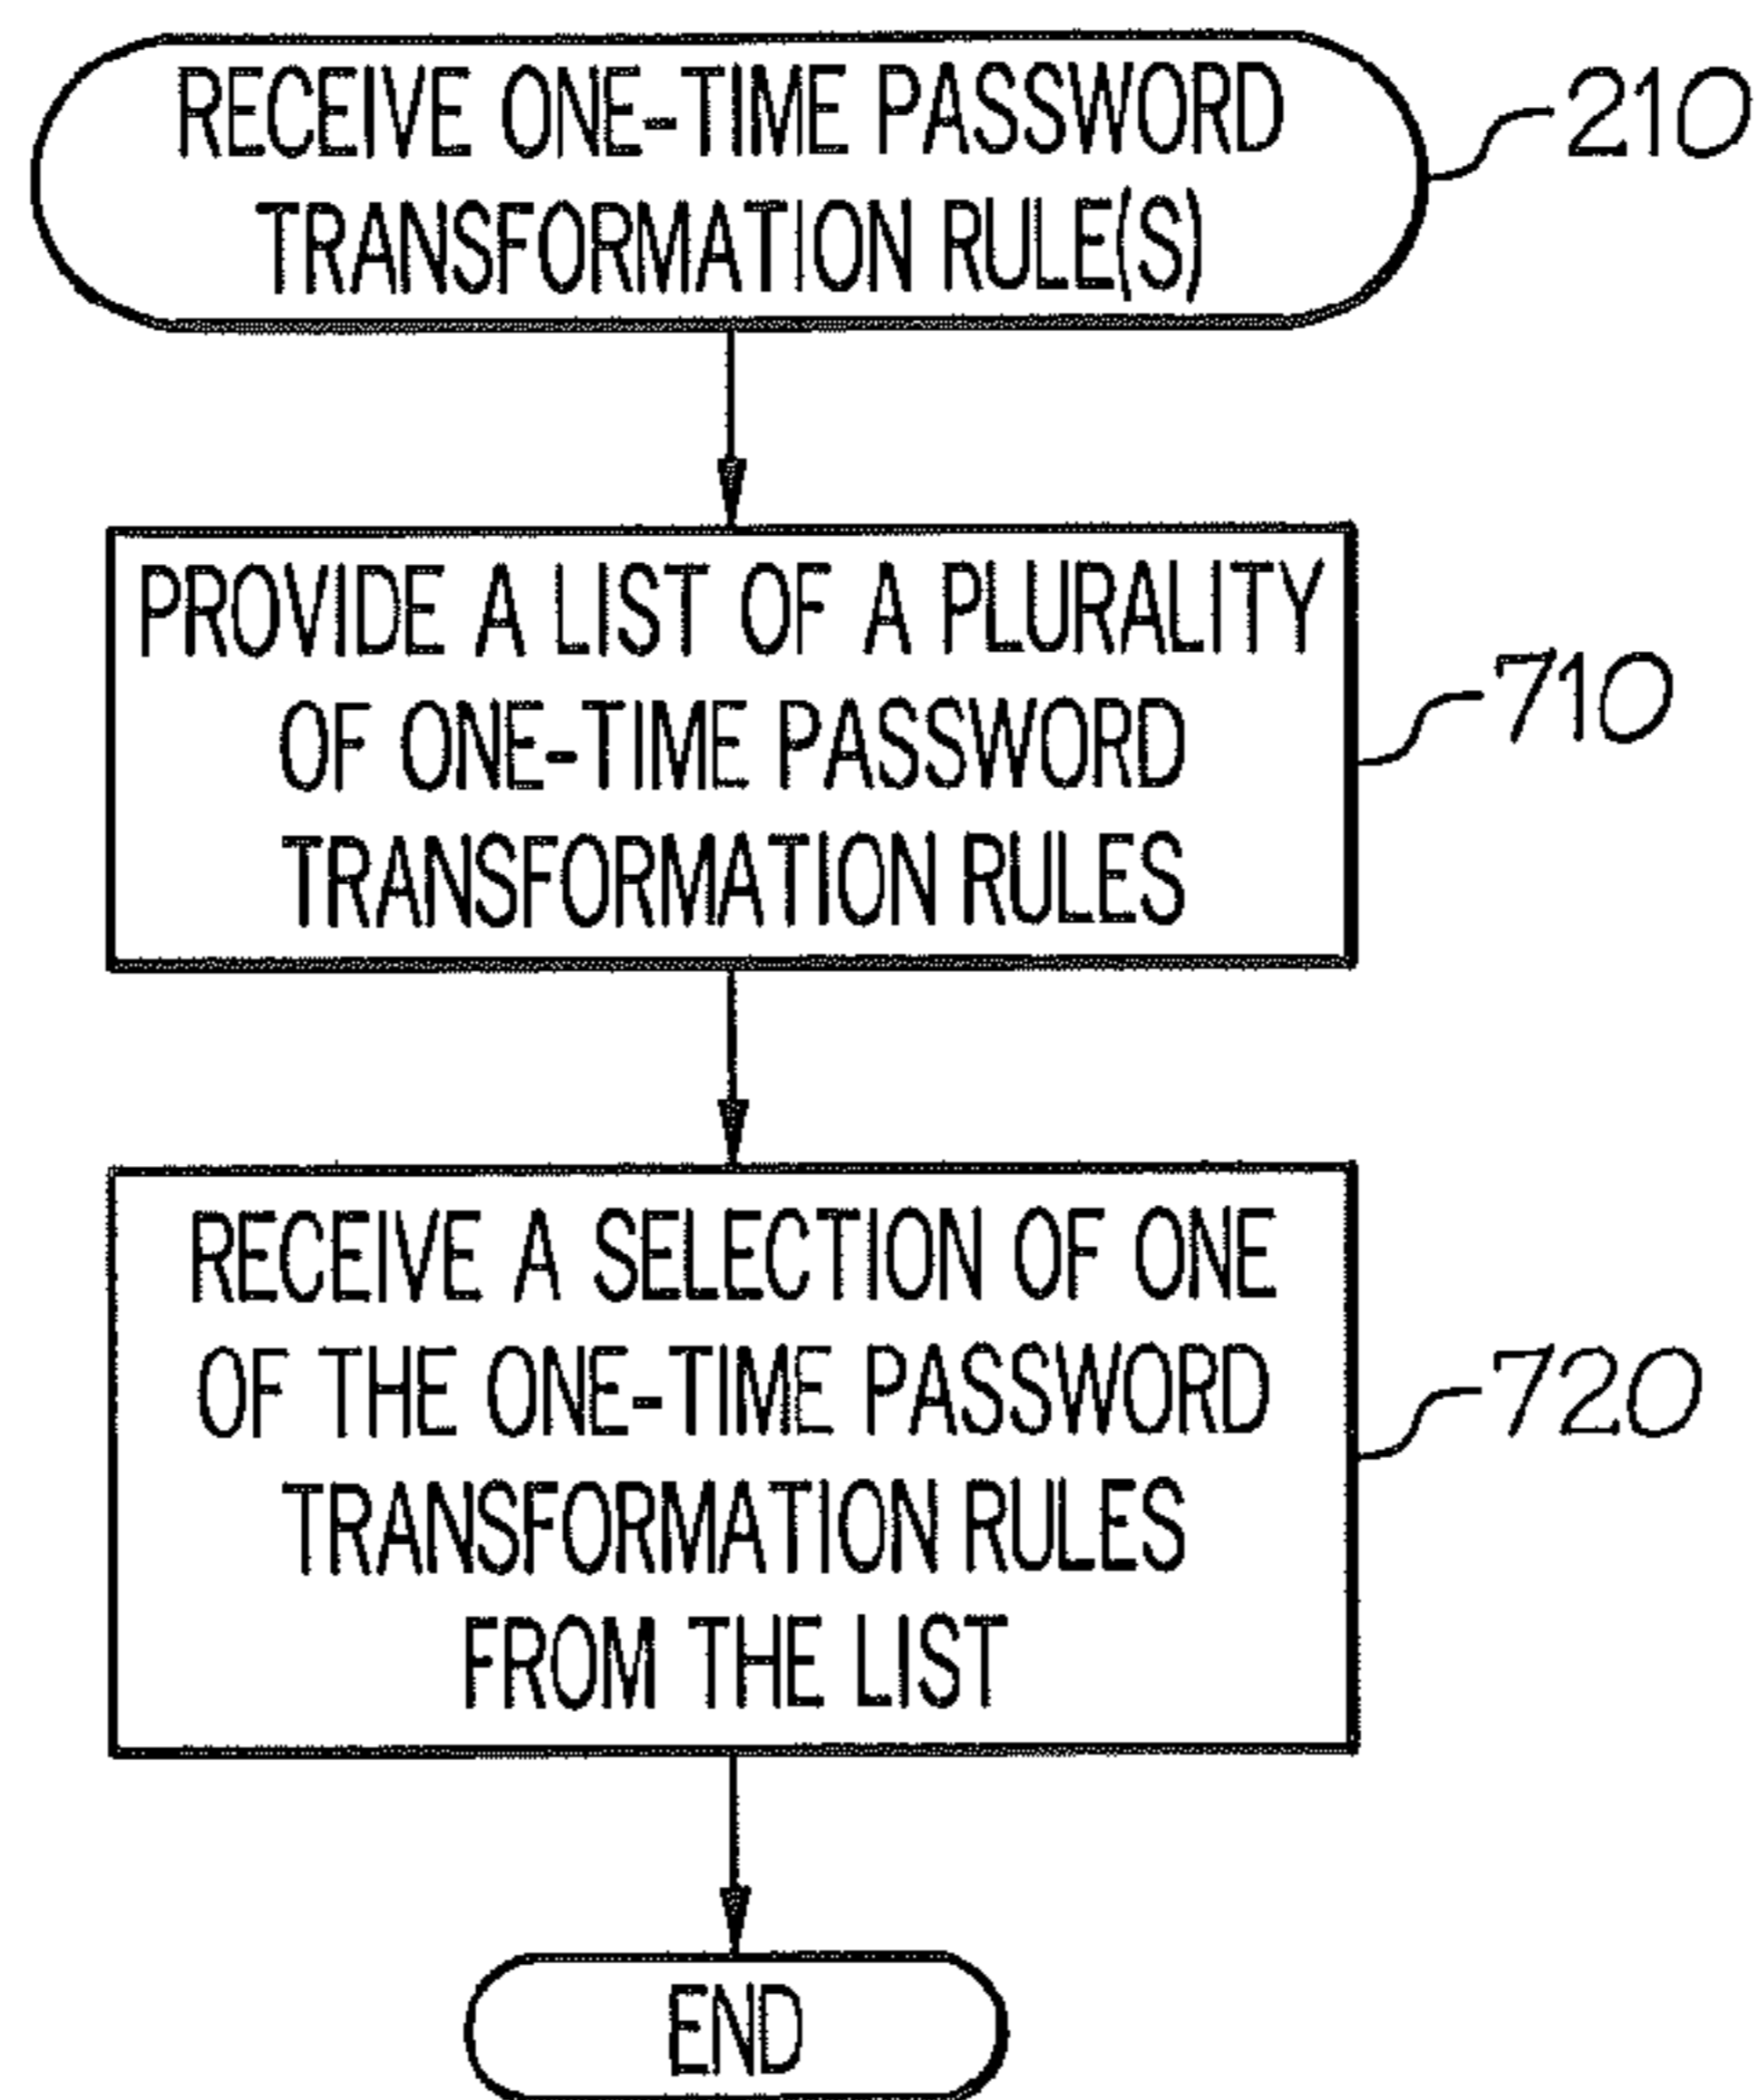 RECEIVE ONE-TIME PASSWORD
TRANSFORMATION RULE(S)
210
PROVIDE A LIST OF A PLURALITY
OF ONE-TIME PASSWORD
TRANSFORMATION RULES
710
RECEIVE A SELECTION OF ONE
OF THE ONE-TIME PASSWORD
TRANSFORMATION RULES
FROM THE LIST
720
END